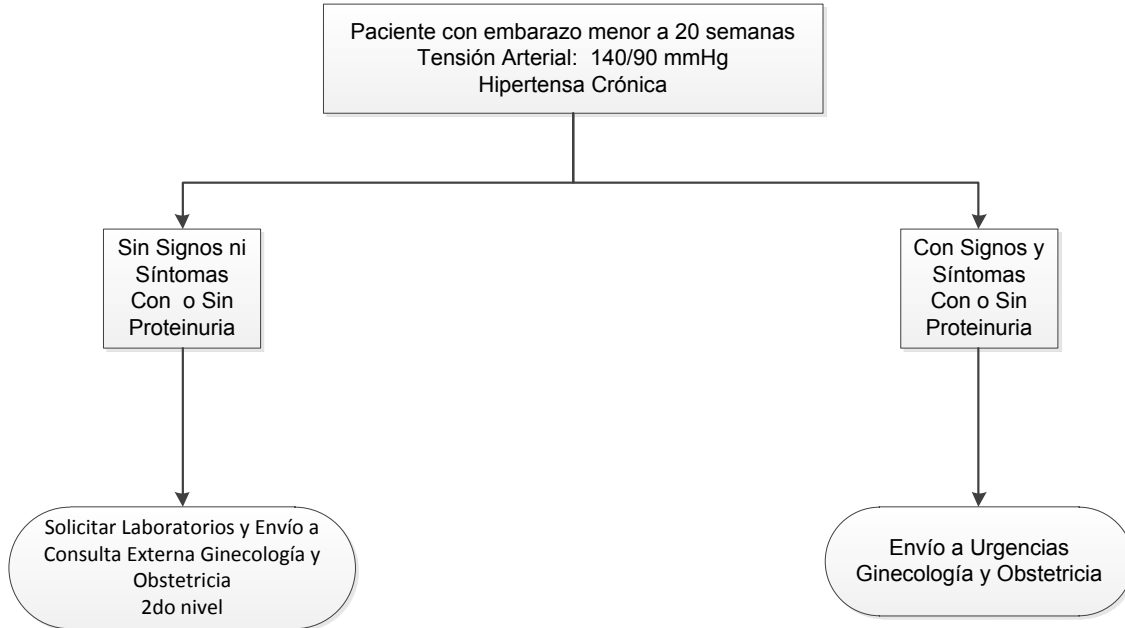 Paciente con embarazo menor a 20 semanas
Tensión Arterial: 140/90 mmHg
Hipertensa Crónica
Sin Signos ni
Síntomas
Con o Sin
Proteinuria
Con Signos y
Síntomas
Con o Sin
Proteinuria
Solicitar Laboratorios y Envío a
Consulta Externa Ginecología y
Obstetricia
2do nivel
Envío a Urgencias
Ginecología y Obstetricia